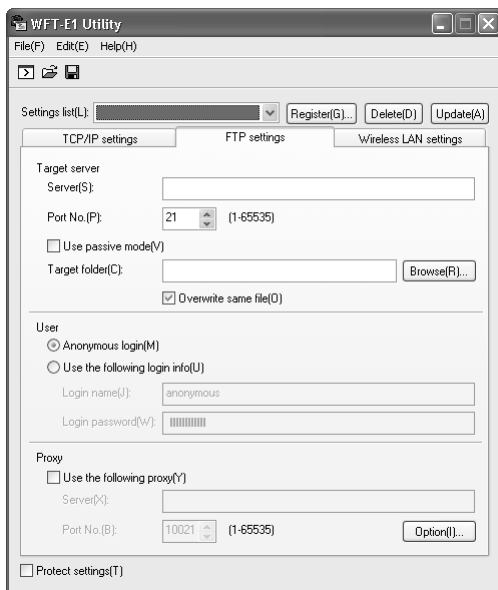 WFT-E1 Utility
File(F) Edit(E) Help(H)
Settings list(L): Register(G)... Delete(D) Update(A)
TCP/IP settings FTP settings Wireless LAN settings
Target server
Server(S):
Port No.(P): 21 (1-65535)
Use passive mode(V)
Target folder(C): Browse(R)...
Overwrite same file(O)
User
Anonymous login(M)
Use the following login info(U)
Login name(J): anonymous
Login password(W):
Proxy
Use the following proxy(Y)
Server(X):
Port No.(B): 10021 (1-65535) Option(I)...
Protect settings(T)